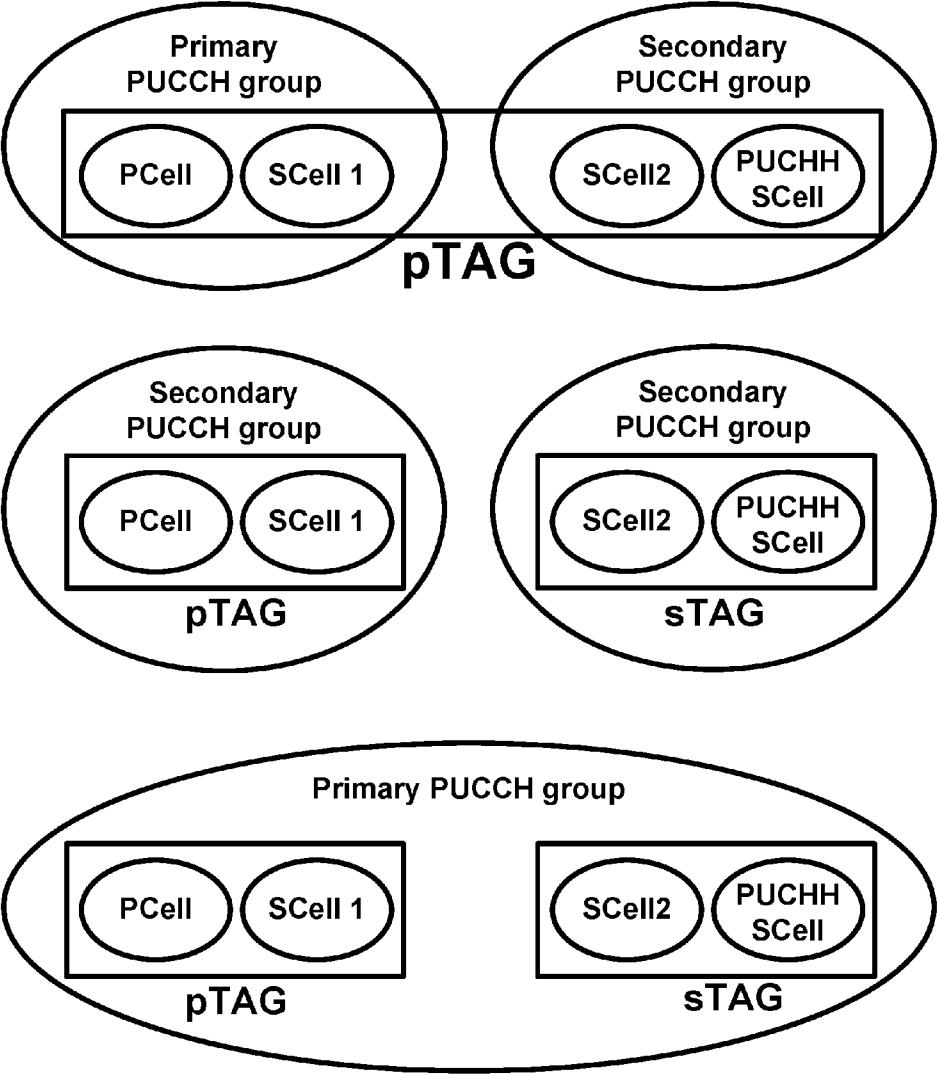 Primary
PUCCH group
Secondary
PUCCH group
PCell
SCell 1
SCell2
PUCHH
SCell
pTAG
Secondary
PUCCH group
Secondary
PUCCH group
PCell
SCell 1
SCell2
PUCHH
SCell
pTAG
sTAG
Primary PUCCH group
PCell
SCell 1
SCell2
PUCHH
SCell
pTAG
sTAG